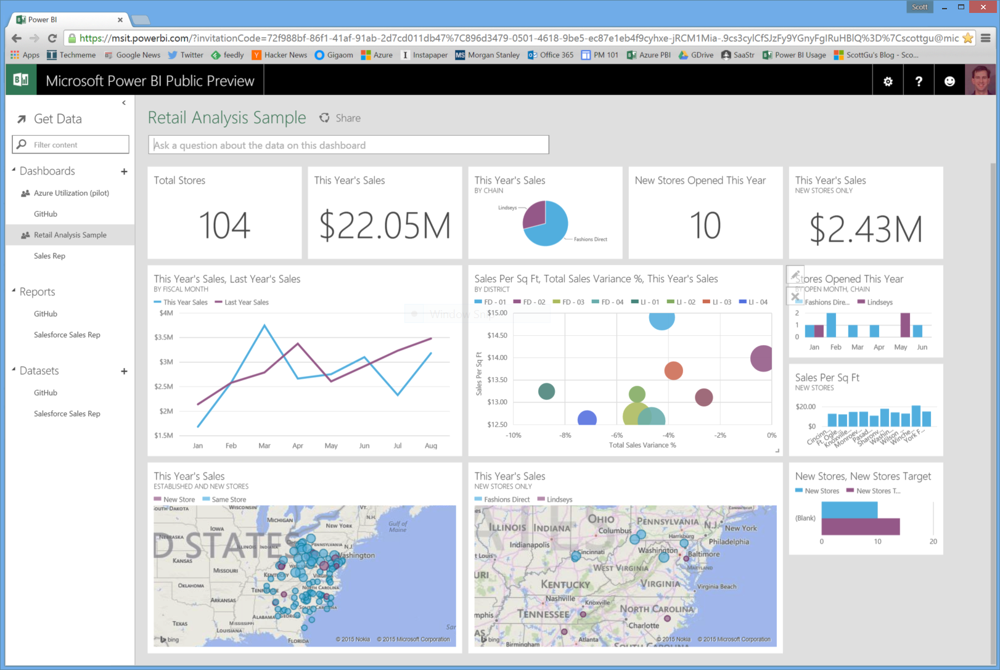 Scott
Power BI
https://msit.powerbi.com/?invitationCode=72f988bf-86f1-41af-91ab-2d7cd011db47%7C896d3479-0501-4618-9be5-ec87e1eb4f9cyhxe-jRCM1Mia-.9cs3cylCfSJzFy9YGnyFgIRuHBlQ%3D%7Cscottgu@mic
Apps Techmeme Google News Twitter feedly Hacker News Gigaom Azure Instapaper Morgan Stanley Office 365 PM 101 Azure PBI GDrive SaaStr Power BI Usage ScottGu's Blog - Sco...
Microsoft Power BI Public Preview
Get Data
Filter content
Dashboards
Azure Utilization (pilot)
GitHub
Retail Analysis Sample
Sales Rep
Reports
GitHub
Salesforce Sales Rep
Datasets
GitHub
Salesforce Sales Rep
Retail Analysis Sample
Share
Ask a question about the data on this dashboard
Total Stores
104
This Year's Sales
$22.05M
This Year's Sales
BY CHAIN
Lindseys
Fashions Direct
New Stores Opened This Year
10
This Year's Sales
NEW STORES ONLY
$2.43M
This Year's Sales, Last Year's Sales
BY FISCAL MONTH
This Year Sales Last Year Sales
$4M
$3.5M
$3M
$2.5M
$2M
$1.5M
Jan Feb Mar Apr May Jun Jul Aug
Window Snip
Sales Per Sq Ft, Total Sales Variance %, This Year's Sales
BY DISTRICT
FD - 01 FD - 02 FD - 03 FD - 04 LI - 01 LI - 02 LI - 03 LI - 04
Sales Per Sq Ft
$15.00
$14.50
$14.00
$13.50
$13.00
$12.50
-10% -8% -6% -4% -2% 0%
Total Sales Variance %
Stores Opened This Year
BY OPEN MONTH, CHAIN
Fashions Dire... Lindseys
2
1
0
Jan Feb Mar Apr May Jun
Sales Per Sq Ft
NEW STORES
$20.00
$0
Cincinn... Ft. Ogle... Knoxville... Monroev... Pasad... Sharonv... Washin... Wilson ... Winche... York F...
This Year's Sales
ESTABLISHED AND NEW STORES
New Store Same Store
SOUTH DAKOTA
WISCONSIN
MICHIGAN
VT.
N.H.
NEW YORK
Gulf of Maine
IOWA
NEBRASKA
D STATES
ILLINOIS
INDIANA
OHIO
PENNSYLVANIA
N.J.
Washington
KANSAS
MISSOURI
KENTUCKY
VIRGINIA
OKLAHOMA
TENNESSEE
NORTH CAROLINA
ARKANSAS
SOUTH CAROLINA
ALABAMA
GEORGIA
MISSISSIPPI
TEXAS
LOUISIANA
FLORIDA
Sar
bing
© 2015 Nokia © 2015 Microsoft Corporation
This Year's Sales
NEW STORES ONLY
Fashions Direct Lindseys
ATES
ILLINOIS
INDIANA
OHIO
Columbus
PENNSYLVANIA
CONNECTICUT
N.J.
New York
Indianapolis
Harrisburg
Philadelphia
t Louis
Cincinnati
Washington
Baltimore
MARYLAND
URI
WEST VIRGINIA
KENTUCKY
VIRGINIA
Virginia Beach
Nashville
Knoxville
mphis
TENNESSEE
NORTH CAROLINA
Charlotte
AS
Atlanta
Birmingham
SOUTH CAROLINA
bing
© 2015 Nokia © 2015 Microsoft Corporation
New Stores, New Stores Target
New Stores New Stores T...
(Blank)
0 10 20